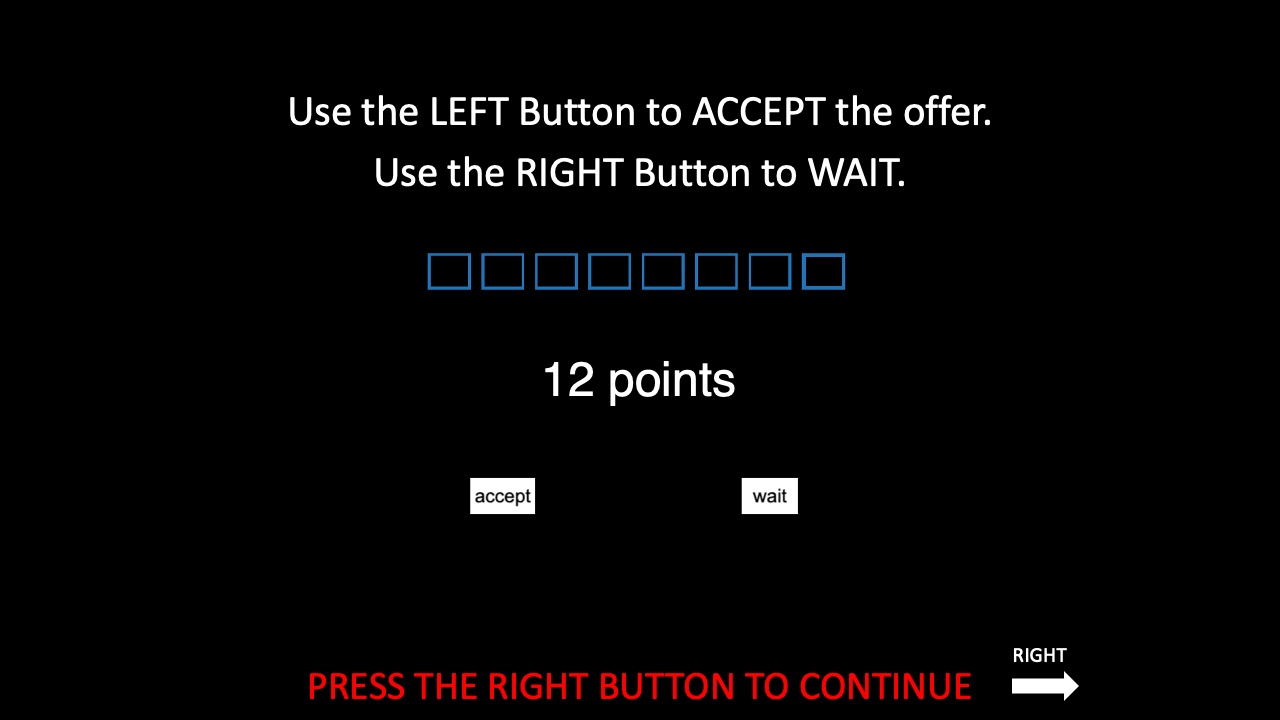 Use the LEFT Button to ACCEPT the offer.
Use the RIGHT Button to WAIT.
12 points
accept
wait
RIGHT
PRESS THE RIGHT BUTTON TO CONTINUE